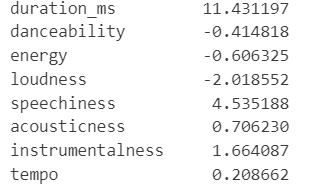 duration_ms 11.431197
danceability -0.414818
energy -0.606325
loudness -2.018552
speechiness 4.535188
acousticness 0.706230
instrumentalness 1.664087
tempo 0.208662